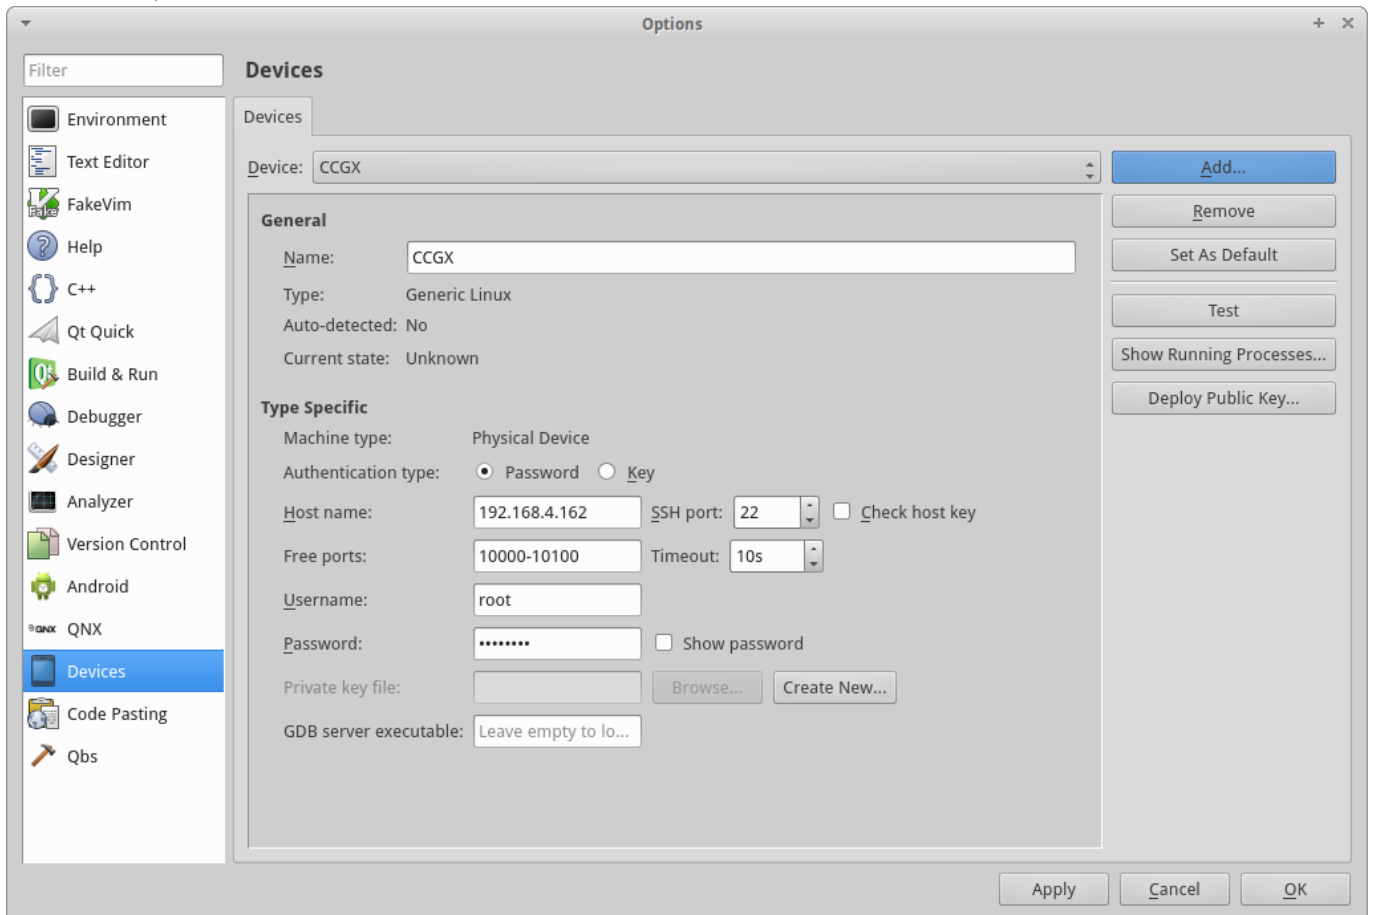 Options
Filter
Devices
Environment
Text Editor
FakeVim
Help
C++
Qt Quick
Build & Run
Debugger
Designer
Analyzer
Version Control
Android
QNX QNX
Devices
Code Pasting
Qbs
Devices
Device: CCGX
General
Name: CCGX
Type: Generic Linux
Auto-detected: No
Current state: Unknown
Type Specific
Machine type: Physical Device
Authentication type: Password Key
Host name: 192.168.4.162 SSH port: 22 Check host key
Free ports: 10000-10100 Timeout: 10s
Username: root
Password: •••••••• Show password
Private key file: Browse... Create New...
GDB server executable: Leave empty to lo...
Add...
Remove
Set As Default
Test
Show Running Processes...
Deploy Public Key...
Apply Cancel OK